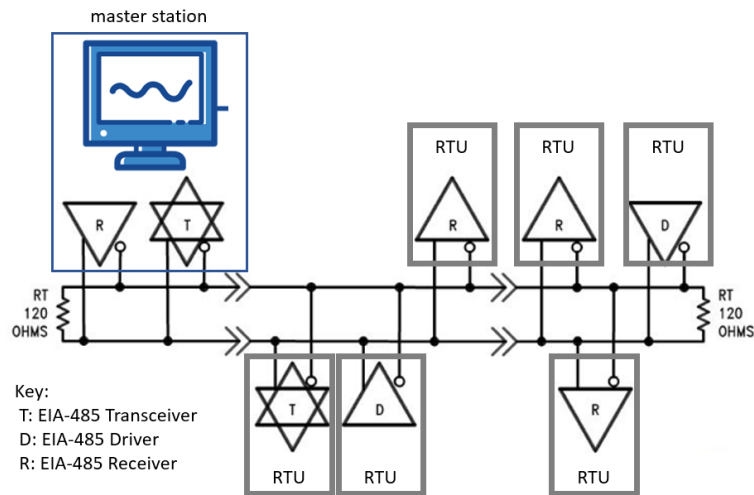 master station
RTU
RTU
RTU
R
T
R
R
D
RT
120
OHMS
RT
120
OHMS
Key:
T: EIA-485 Transceiver
D: EIA-485 Driver
R: EIA-485 Receiver
T
D
R
RTU
RTU
RTU